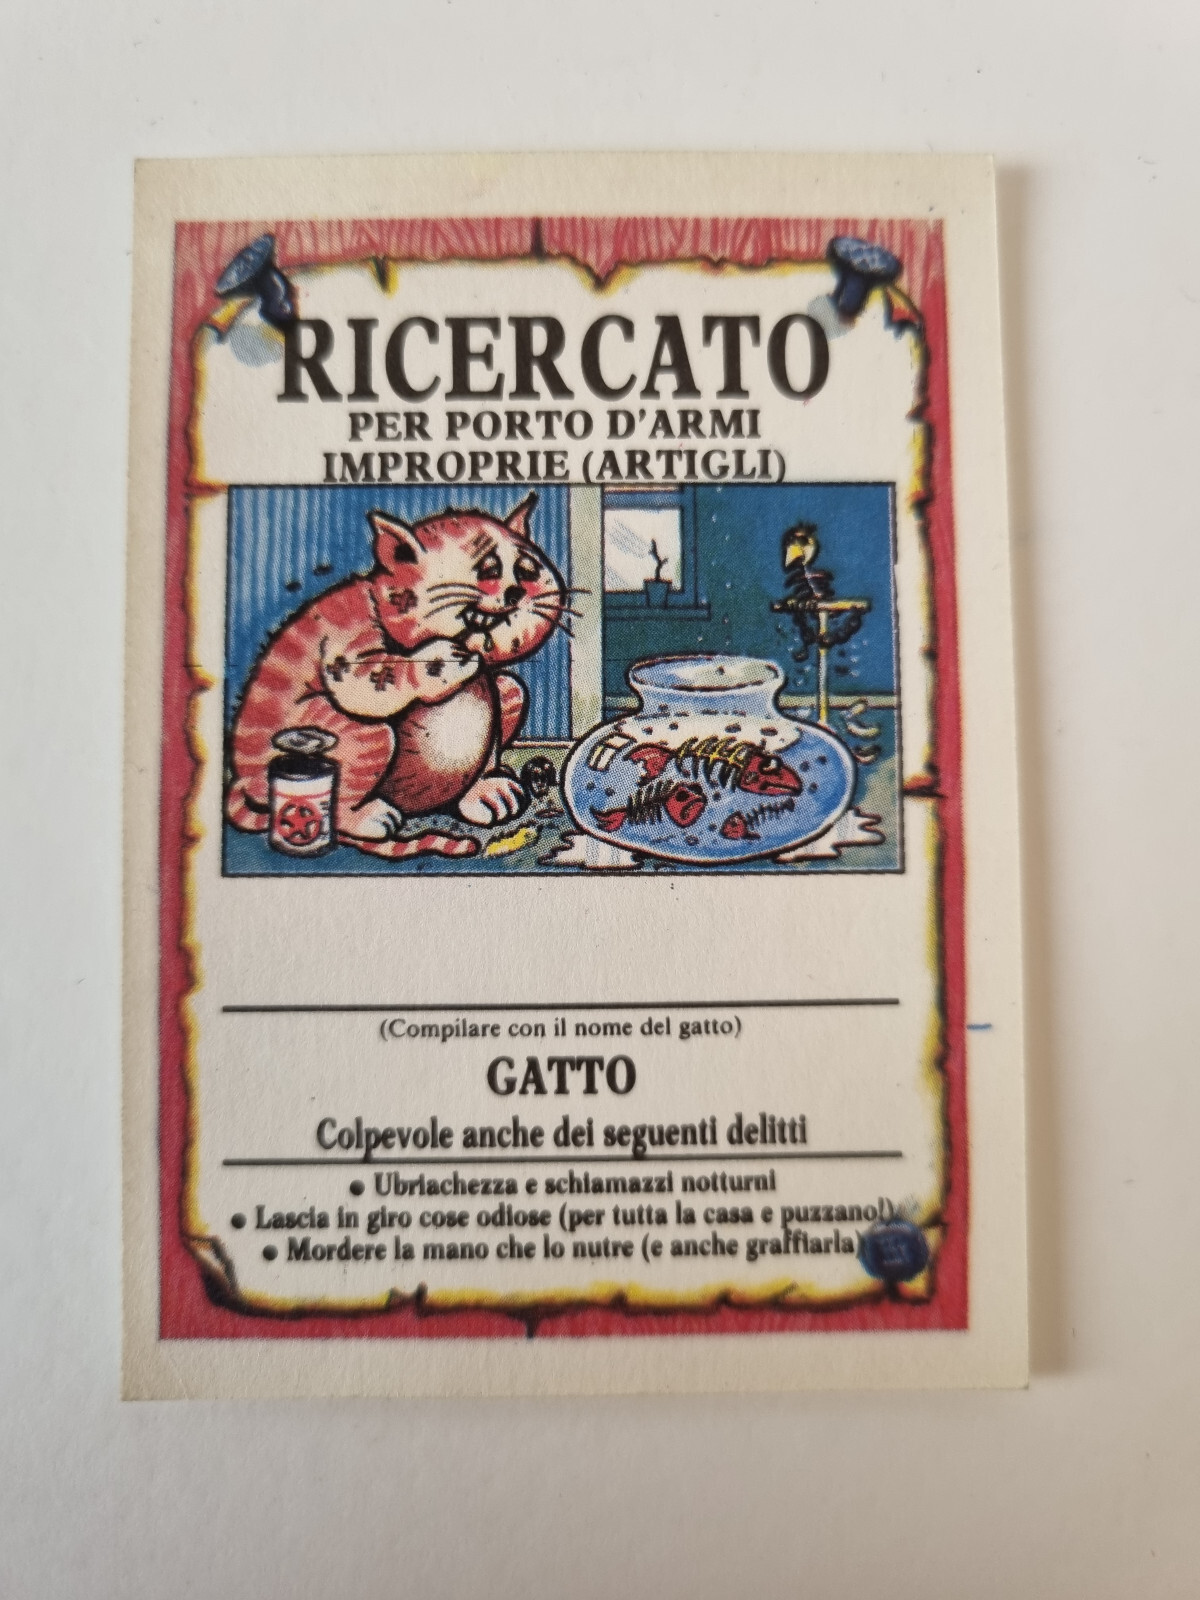 RICERCATO
PER PORTO D'ARMI
IMPROPRIE (ARTIGLI)
(Compilare con il nome del gatto)
GATTO
Colpevole anche dei seguenti delitti
• Ubriachezza e schiamazzi notturni
• Lascia in giro cose odiose (per tutta la casa e puzzano!)
• Mordere la mano che lo nutre (e anche graffiarla)